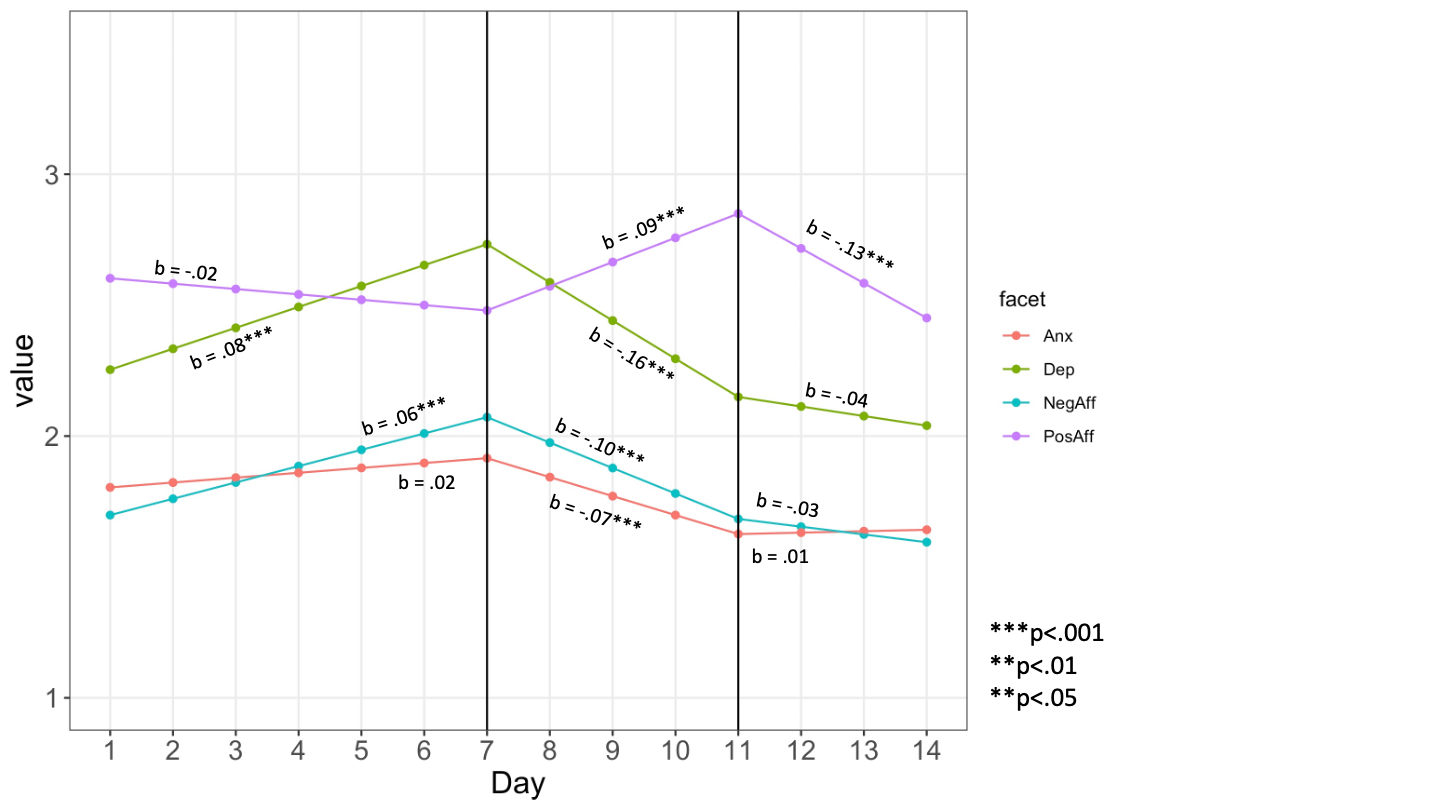 3
2
1
value
b = -.02
b = .08***
b = .06***
b = .02
b = .09***
b = -.16***
b = -.10***
b = -.07***
b = -.13***
b = -.04
b = -.03
b = .01
1 2 3 4 5 6 7 8 9 10 11 12 13 14
Day
facet
Anx
Dep
NegAff
PosAff
***p<.001
**p<.01
**p<.05